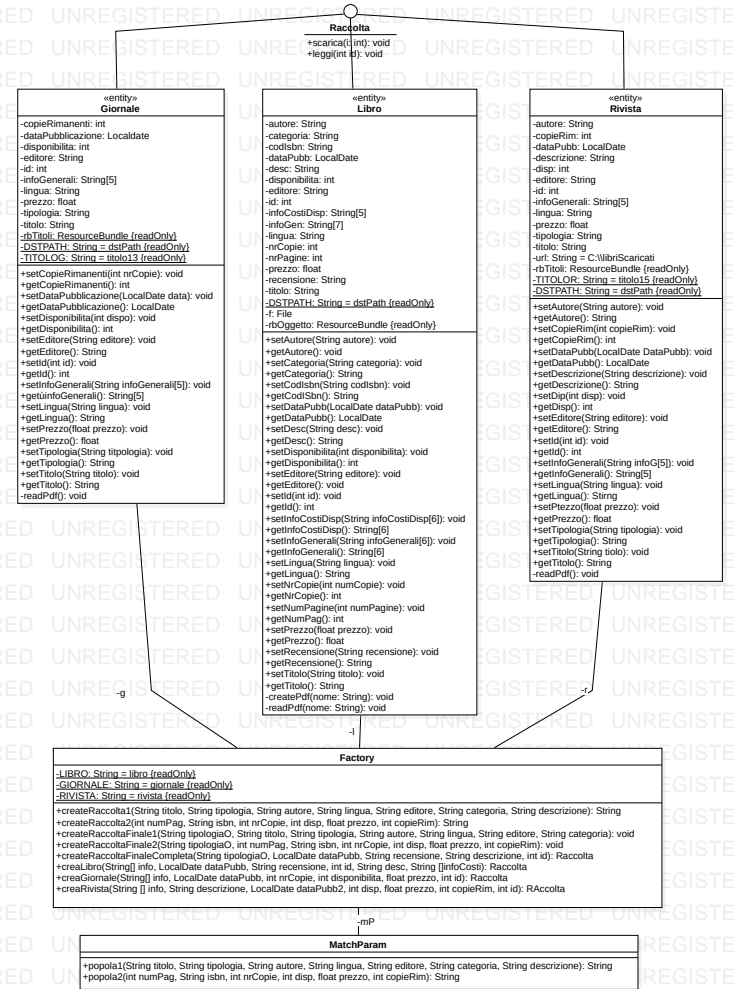 Raccolta
+scarica(i: int): void
+leggi(int id): void
«entity»
Giornale
-copieRimanenti: int
-dataPubblicazione: Localdate
-disponibilita: int
-editore: String
-id: int
-infoGenerali: String[5]
-lingua: String
-prezzo: float
-tipologia: String
-titolo: String
-rbTitoli: ResourceBundle {readOnly}
-DSTPATH: String = dstPath {readOnly}
-TITOLOG: String = titolo13 {readOnly}
+setCopieRimanenti(int nrCopie): void
+getCopieRimanenti(): int
+setDataPubblicazione(LocalDate data): void
+getDataPubblicazione(): LocalDate
+setDisponibilita(int dispo): void
+getDisponibilita(): int
+setEditore(String editore): void
+getEditore(): String
+setId(int id): void
+getId(): int
+setInfoGenerali(String infoGenerali[5]): void
+getùinfoGenerali(): String[5]
+setLingua(String lingua): void
+getLingua(): String
+setPrezzo(float prezzo): void
+getPrezzo(): float
+setTipologia(String titpologia): void
+getTipologia(): String
+setTitolo(String titolo): void
+getTitolo(): String
-readPdf(): void
«entity»
Libro
-autore: String
-categoria: String
-codIsbn: String
-dataPubb: LocalDate
-desc: String
-disponibilita: int
-editore: String
-id: int
-infoCostiDisp: String[5]
-infoGen: String[7]
-lingua: String
-nrCopie: int
-nrPagine: int
-prezzo: float
-recensione: String
-titolo: String
-DSTPATH: String = dstPath {readOnly}
-f: File
-rbOggetto: ResourceBundle {readOnly}
+setAutore(String autore): void
+getAutore(): void
+setCategoria(String categoria): void
+getCategoria(): String
+setCodIsbn(String codIsbn): void
+getCodISbn(): String
+setDataPubb(LocalDate dataPubb): void
+getDataPubb(): LocalDate
+setDesc(String desc): void
+getDesc(): String
+setDisponibilita(int disponibilita): void
+getDisponibilita(): int
+setEditore(String editore): void
+getEditore(): void
+setId(int id): void
+getId(): int
+setInfoCostiDisp(String infoCostiDisp[6]): void
+getInfoCostiDisp(): String[6]
+setInfoGenerali(String infoGenerali[6]): void
+getInfoGenerali(): String[6]
+setLingua(String lingua): void
+getLingua(): String
+setNrCopie(int numCopie): void
+getNrCopie(): int
+setNumPagine(int numPagine): void
+getNumPag(): int
+setPrezzo(float prezzo): void
+getPrezzo(): float
+setRecensione(String recensione): void
+getRecensione(): String
+setTitolo(String titolo): void
+getTitolo(): String
-createPdf(nome: String): void
-readPdf(nome: String): void
«entity»
Rivista
-autore: String
-copieRim: int
-dataPubb: LocalDate
-descrizione: String
-disp: int
-editore: String
-id: int
-infoGenerali: String[5]
-lingua: String
-prezzo: float
-tipologia: String
-titolo: String
-url: String = C:\\libriScaricati
-rbTitoli: ResourceBundle {readOnly}
-TITOLOR: String = titolo15 {readOnly}
-DSTPATH: String = dstPath {readOnly}
+setAutore(String autore): void
+getAutore(): String
+setCopieRim(int copieRim): void
+getCopieRim(): int
+setDataPubb(LocalDate DataPubb): void
+getDataPubb(): LocalDate
+setDescrizione(String descrizione): void
+getDescrizione(): String
+setDip(int disp): void
+getDisp(): int
+setEditore(String editore): void
+getEditore(): String
+setId(int id): void
+getId(): int
+setInfoGenerali(String infoG[5]): void
+getInfoGenerali(): String[5]
+setLingua(String lingua): void
+getLingua(): Stirng
+setPtezzo(float prezzo): void
+getPrezzo(): float
+setTipologia(String tipologia): void
+getTipologia(): String
+setTitolo(String tiolo): void
+getTitolo(): String
-readPdf(): void
-g
-l
-r
Factory
-LIBRO: String = libro {readOnly}
-GIORNALE: String = giornale {readOnly}
-RIVISTA: String = rivista {readOnly}
+createRaccolta1(String titolo, String tipologia, String autore, String lingua, String editore, String categoria, String descrizione): String
+createRaccolta2(int numPag, String isbn, int nrCopie, int disp, float prezzo, int copieRim): String
+createRaccoltaFinale1(String tipologiaO, String titolo, String tipologia, String autore, String lingua, String editore, String categoria): void
+createRaccoltaFinale2(String tipologiaO, int numPag, String isbn, int nrCopie, int disp, float prezzo, int copieRim): void
+createRaccoltaFinaleCompleta(String tipologiaO, LocalDate dataPubb, String recensione, String descrizione, int id): Raccolta
+creaLibro(String[] info, LocalDate dataPubb, String recensione, int id, String desc, String []infoCosti): Raccolta
+creaGiornale(String[] info, LocalDate dataPubb, int nrCopie, int disponibilita, float prezzo, int id): Raccolta
+creaRivista(String [] info, String descrizione, LocalDate dataPubb2, int disp, float prezzo, int copieRim, int id): RAccolta
-mP
MatchParam
+popola1(String titolo, String tipologia, String autore, String lingua, String editore, String categoria, String descrizione): String
+popola2(int numPag, String isbn, int nrCopie, int disp, float prezzo, int copieRim): String